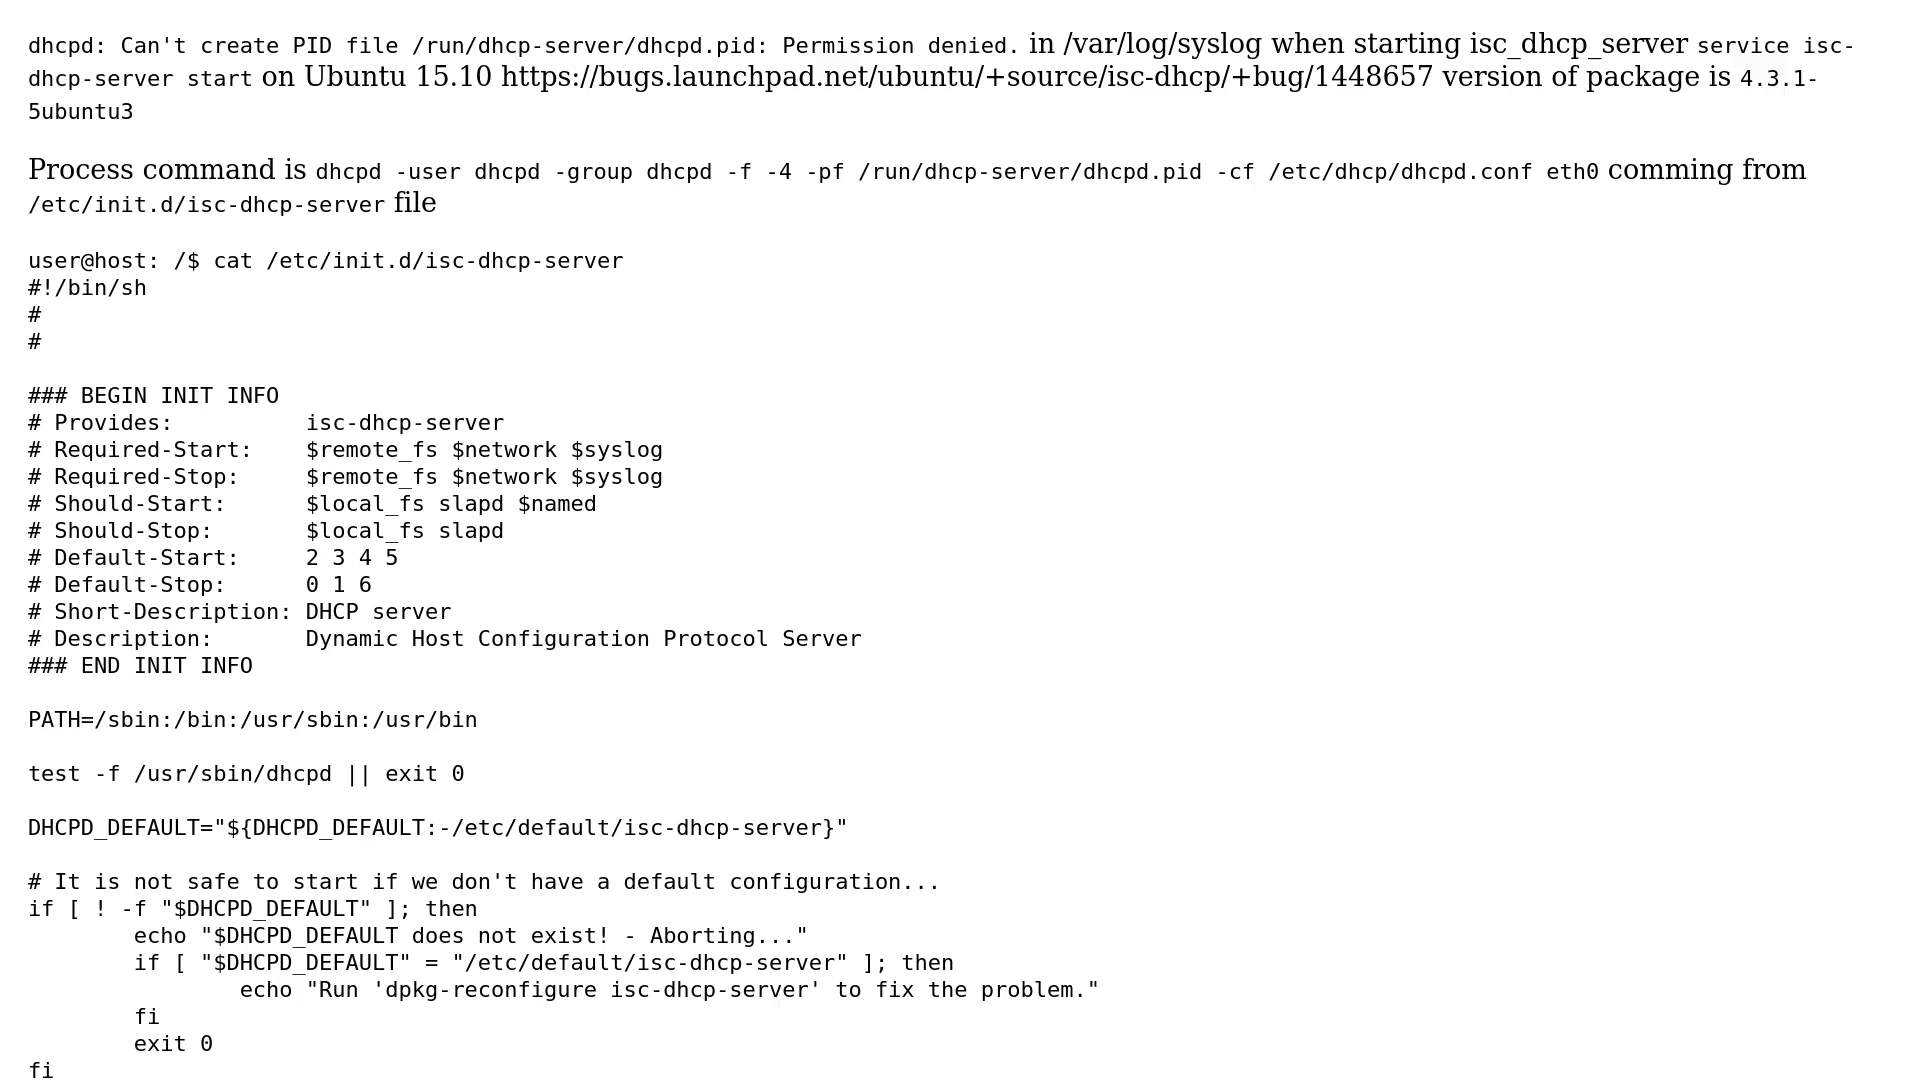 dhcpd: Can't create PID file /run/dhcp-server/dhcpd.pid: Permission denied. in /var/log/syslog when starting isc_dhcp_server service isc-
dhcp-server start on Ubuntu 15.10 https://bugs.launchpad.net/ubuntu/+source/isc-dhcp/+bug/1448657 version of package is 4.3.1-
5ubuntu3
Process command is dhcpd -user dhcpd -group dhcpd -f -4 -pf /run/dhcp-server/dhcpd.pid -cf /etc/dhcp/dhcpd.conf eth0 comming from
/etc/init.d/isc-dhcp-server file
user@host: /$ cat /etc/init.d/isc-dhcp-server
#!/bin/sh
#
#
### BEGIN INIT INFO
# Provides:          isc-dhcp-server
# Required-Start:    $remote_fs $network $syslog
# Required-Stop:     $remote_fs $network $syslog
# Should-Start:      $local_fs slapd $named
# Should-Stop:       $local_fs slapd
# Default-Start:     2 3 4 5
# Default-Stop:      0 1 6
# Short-Description: DHCP server
# Description:       Dynamic Host Configuration Protocol Server
### END INIT INFO
PATH=/sbin:/bin:/usr/sbin:/usr/bin
test -f /usr/sbin/dhcpd || exit 0
DHCPD_DEFAULT="${DHCPD_DEFAULT:-/etc/default/isc-dhcp-server}"
# It is not safe to start if we don't have a default configuration...
if [ ! -f "$DHCPD_DEFAULT" ]; then
        echo "$DHCPD_DEFAULT does not exist! - Aborting..."
        if [ "$DHCPD_DEFAULT" = "/etc/default/isc-dhcp-server" ]; then
                echo "Run 'dpkg-reconfigure isc-dhcp-server' to fix the problem."
        fi
        exit 0
fi